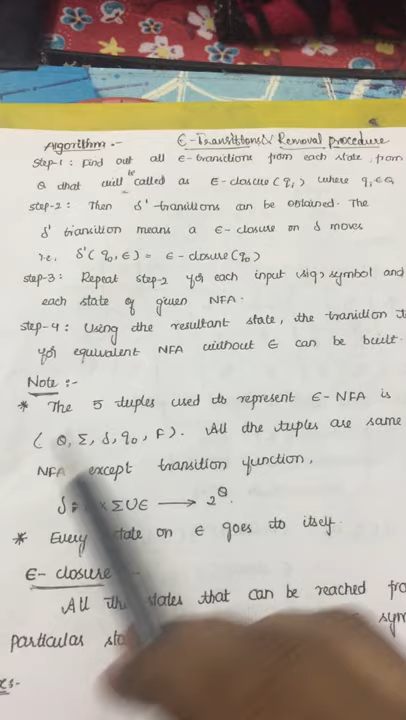 Algorithm :-
ε-Transitions Removal procedure
Step-1: Find out all ε-transitions from each state from
Q that will be called as ε-closure(qi) where qi∈Q
step-2: Then δ' transitions can be obtained. The
δ' transition means a ε-closure on δ moves
i.e., δ'(q0, ε) = ε-closure(q0)
step-3: Repeat step-2 for each input symbol and
each state of given NFA.
step-4: Using the resultant state, the transition
for equivalent NFA without ε can be built.
Note :-
* The 5 tuples used to represent ε-NFA is
(Q, Σ, δ, q0, F). All the tuples are same
NFA except transition function.
δ: × Σ∪ε → 2^Q.
* Every state on ε goes to itself.
ε-closure
All the states that can be reached
particular